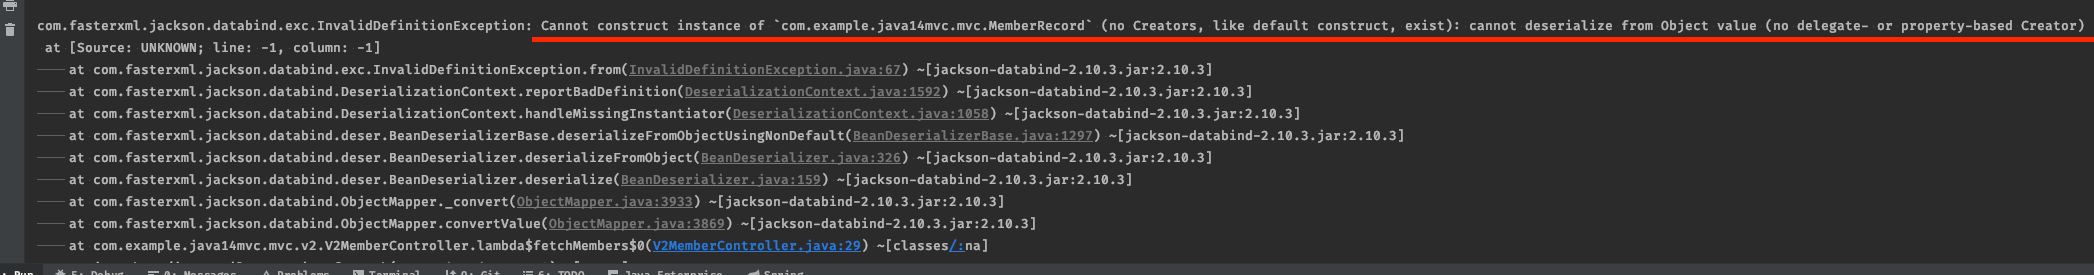 com.fasterxml.jackson.databind.exc.InvalidDefinitionException: Cannot construct instance of `com.example.java14mvc.mvc.MemberRecord` (no Creators, like default construct, exist): cannot deserialize from Object value (no delegate- or property-based Creator)
at [Source: UNKNOWN; line: -1, column: -1]
at com.fasterxml.jackson.databind.exc.InvalidDefinitionException.from(InvalidDefinitionException.java:67) ~[jackson-databind-2.10.3.jar:2.10.3]
at com.fasterxml.jackson.databind.DeserializationContext.reportBadDefinition(DeserializationContext.java:1592) ~[jackson-databind-2.10.3.jar:2.10.3]
at com.fasterxml.jackson.databind.DeserializationContext.handleMissingInstantiator(DeserializationContext.java:1058) ~[jackson-databind-2.10.3.jar:2.10.3]
at com.fasterxml.jackson.databind.deser.BeanDeserializerBase.deserializeFromObjectUsingNonDefault(BeanDeserializerBase.java:1297) ~[jackson-databind-2.10.3.jar:2.10.3]
at com.fasterxml.jackson.databind.deser.BeanDeserializer.deserializeFromObject(BeanDeserializer.java:326) ~[jackson-databind-2.10.3.jar:2.10.3]
at com.fasterxml.jackson.databind.deser.BeanDeserializer.deserialize(BeanDeserializer.java:159) ~[jackson-databind-2.10.3.jar:2.10.3]
at com.fasterxml.jackson.databind.ObjectMapper._convert(ObjectMapper.java:3933) ~[jackson-databind-2.10.3.jar:2.10.3]
at com.fasterxml.jackson.databind.ObjectMapper.convertValue(ObjectMapper.java:3869) ~[jackson-databind-2.10.3.jar:2.10.3]
at com.example.java14mvc.mvc.v2.V2MemberController.lambda$fetchMembers$0(V2MemberController.java:29) ~[classes/:na]
Run 5: Debug 0: Messages Problems Terminal 9: Git 6: TODO Java Enterprise Spring